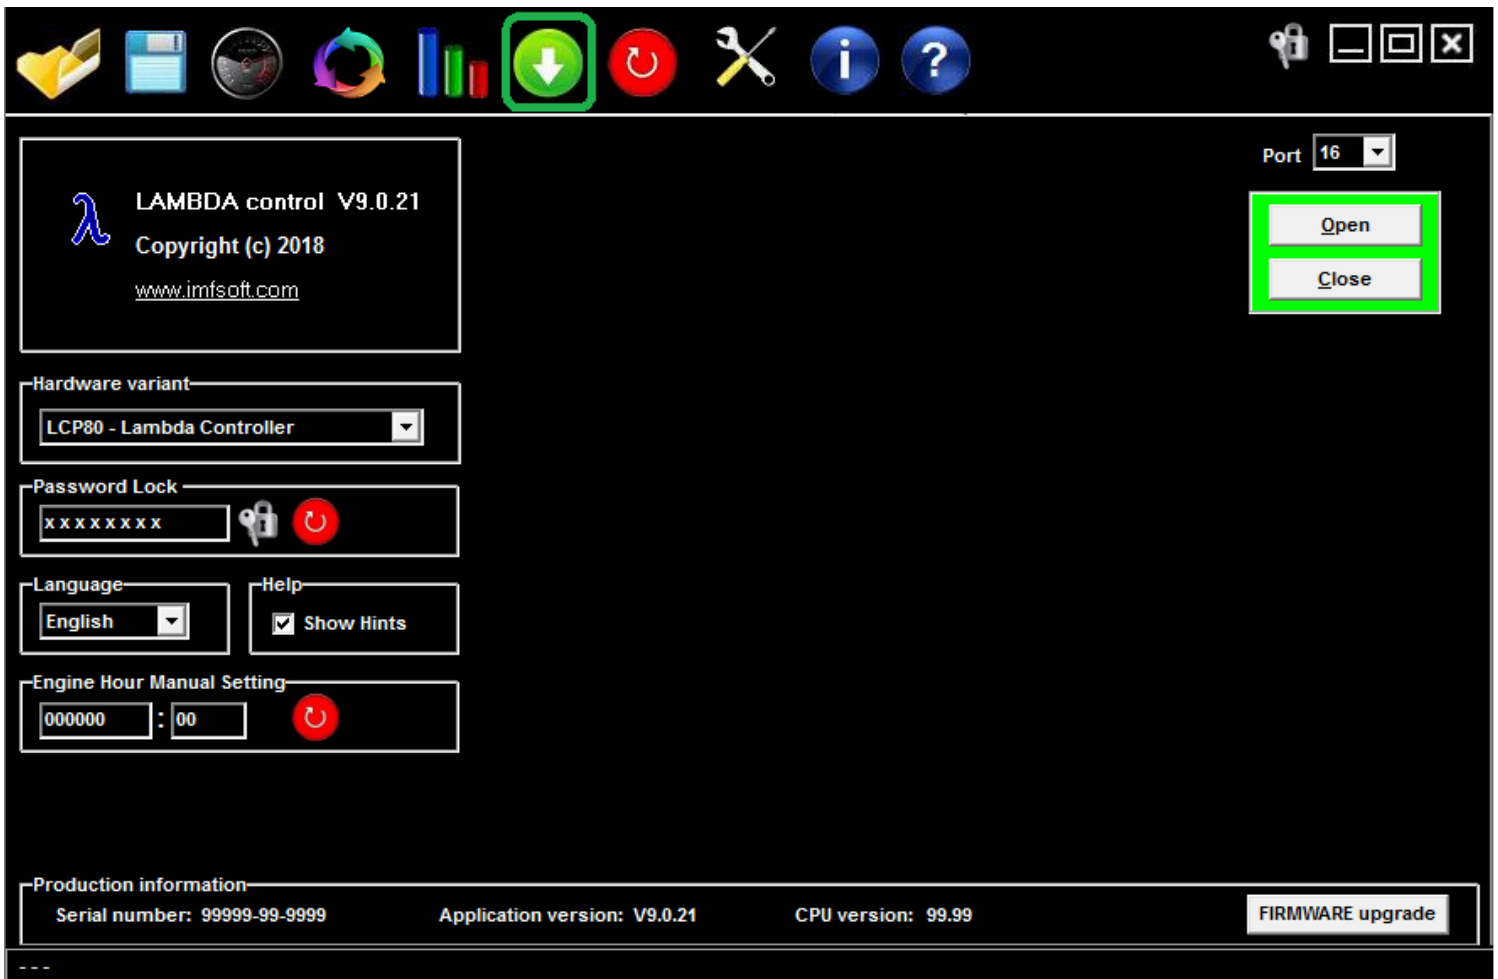 Port 16
LAMBDA control V9.0.21
Copyright (c) 2018
www.imfsoft.com
Open
Close
Hardware variant
LCP80 - Lambda Controller
Password Lock
x x x x x x x x
Language
Help
English
Show Hints
Engine Hour Manual Setting
000000 : 00
Production information
Serial number: 99999-99-9999 Application version: V9.0.21 CPU version: 99.99 FIRMWARE upgrade
- - -